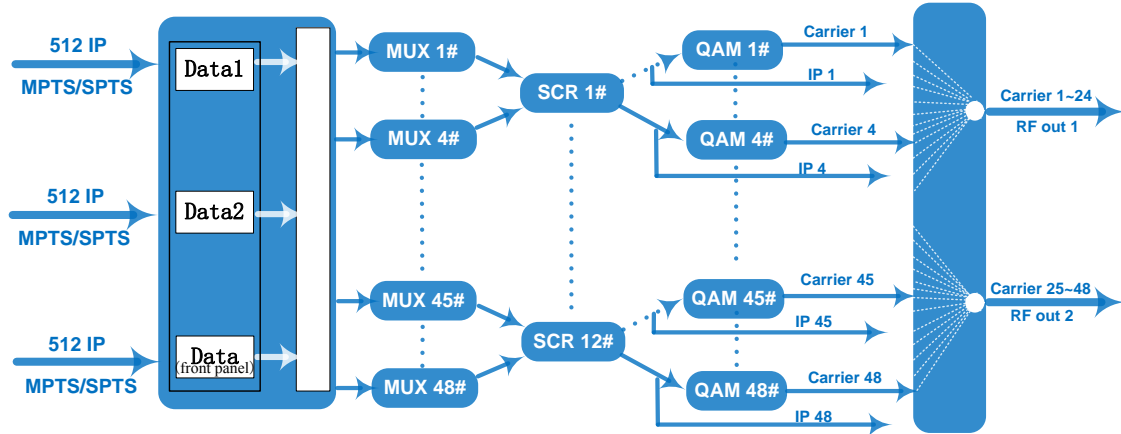 512 IP
MPTS/SPTS
512 IP
MPTS/SPTS
512 IP
MPTS/SPTS
Data1
Data2
Data
(front panel)
MUX 1#
MUX 4#
MUX 45#
MUX 48#
SCR 1#
SCR 12#
QAM 1#
QAM 4#
QAM 45#
QAM 48#
Carrier 1
IP 1
Carrier 4
IP 4
Carrier 45
IP 45
Carrier 48
IP 48
Carrier 1~24
RF out 1
Carrier 25~48
RF out 2